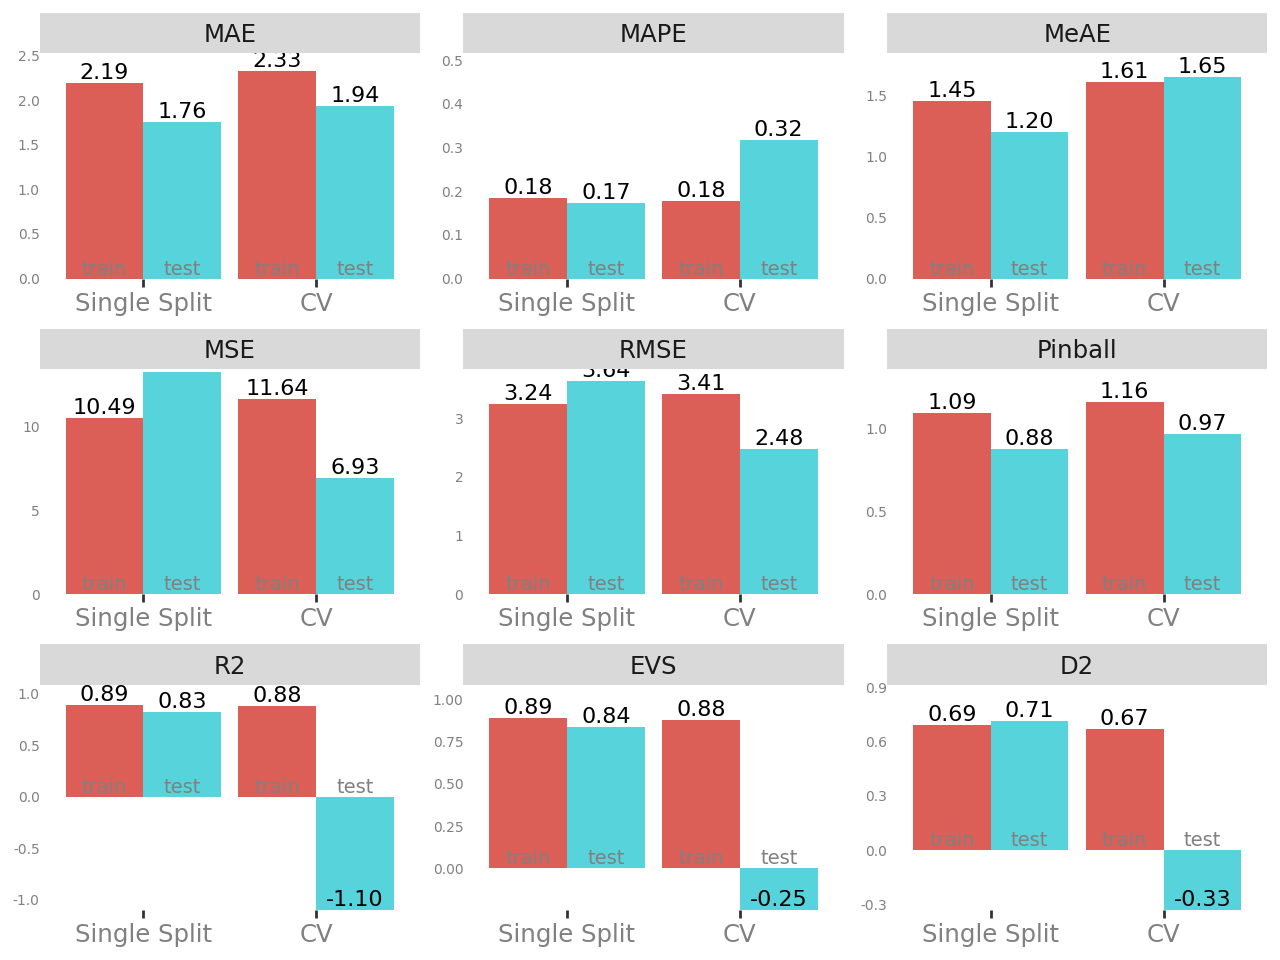 MAE
MAPE
MeAE
2.5
2.0
1.5
1.0
0.5
0.0
2.19
1.76
2.33
1.94
train
test
train
test
Single Split
CV
0.5
0.4
0.3
0.2
0.1
0.0
0.18
0.17
0.18
0.32
train
test
train
test
Single Split
CV
1.5
1.0
0.5
0.0
1.45
1.20
1.61
1.65
train
test
train
test
Single Split
CV
MSE
RMSE
Pinball
10
5
0
10.49
11.64
6.93
train
test
train
test
Single Split
CV
3
2
1
0
3.24
3.64
3.41
2.48
train
test
train
test
Single Split
CV
1.0
0.5
0.0
1.09
0.88
1.16
0.97
train
test
train
test
Single Split
CV
R2
EVS
D2
1.0
0.5
0.0
-0.5
-1.0
0.89
0.83
0.88
-1.10
train
test
train
test
Single Split
CV
1.00
0.75
0.50
0.25
0.00
0.89
0.84
0.88
-0.25
train
test
train
test
Single Split
CV
0.9
0.6
0.3
0.0
-0.3
0.69
0.71
0.67
-0.33
train
test
train
test
Single Split
CV